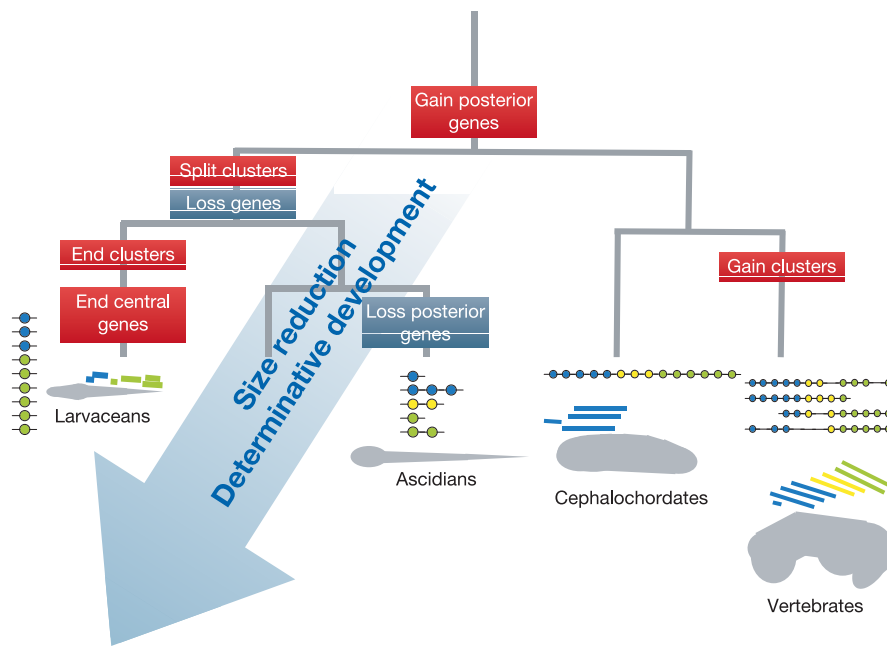 Gain posterior
genes
Split clusters
Loss genes
End clusters
Gain clusters
End central
genes
Loss posterior
genes
Size reduction
Determinative development
Larvaceans
Ascidians
Cephalochordates
Vertebrates